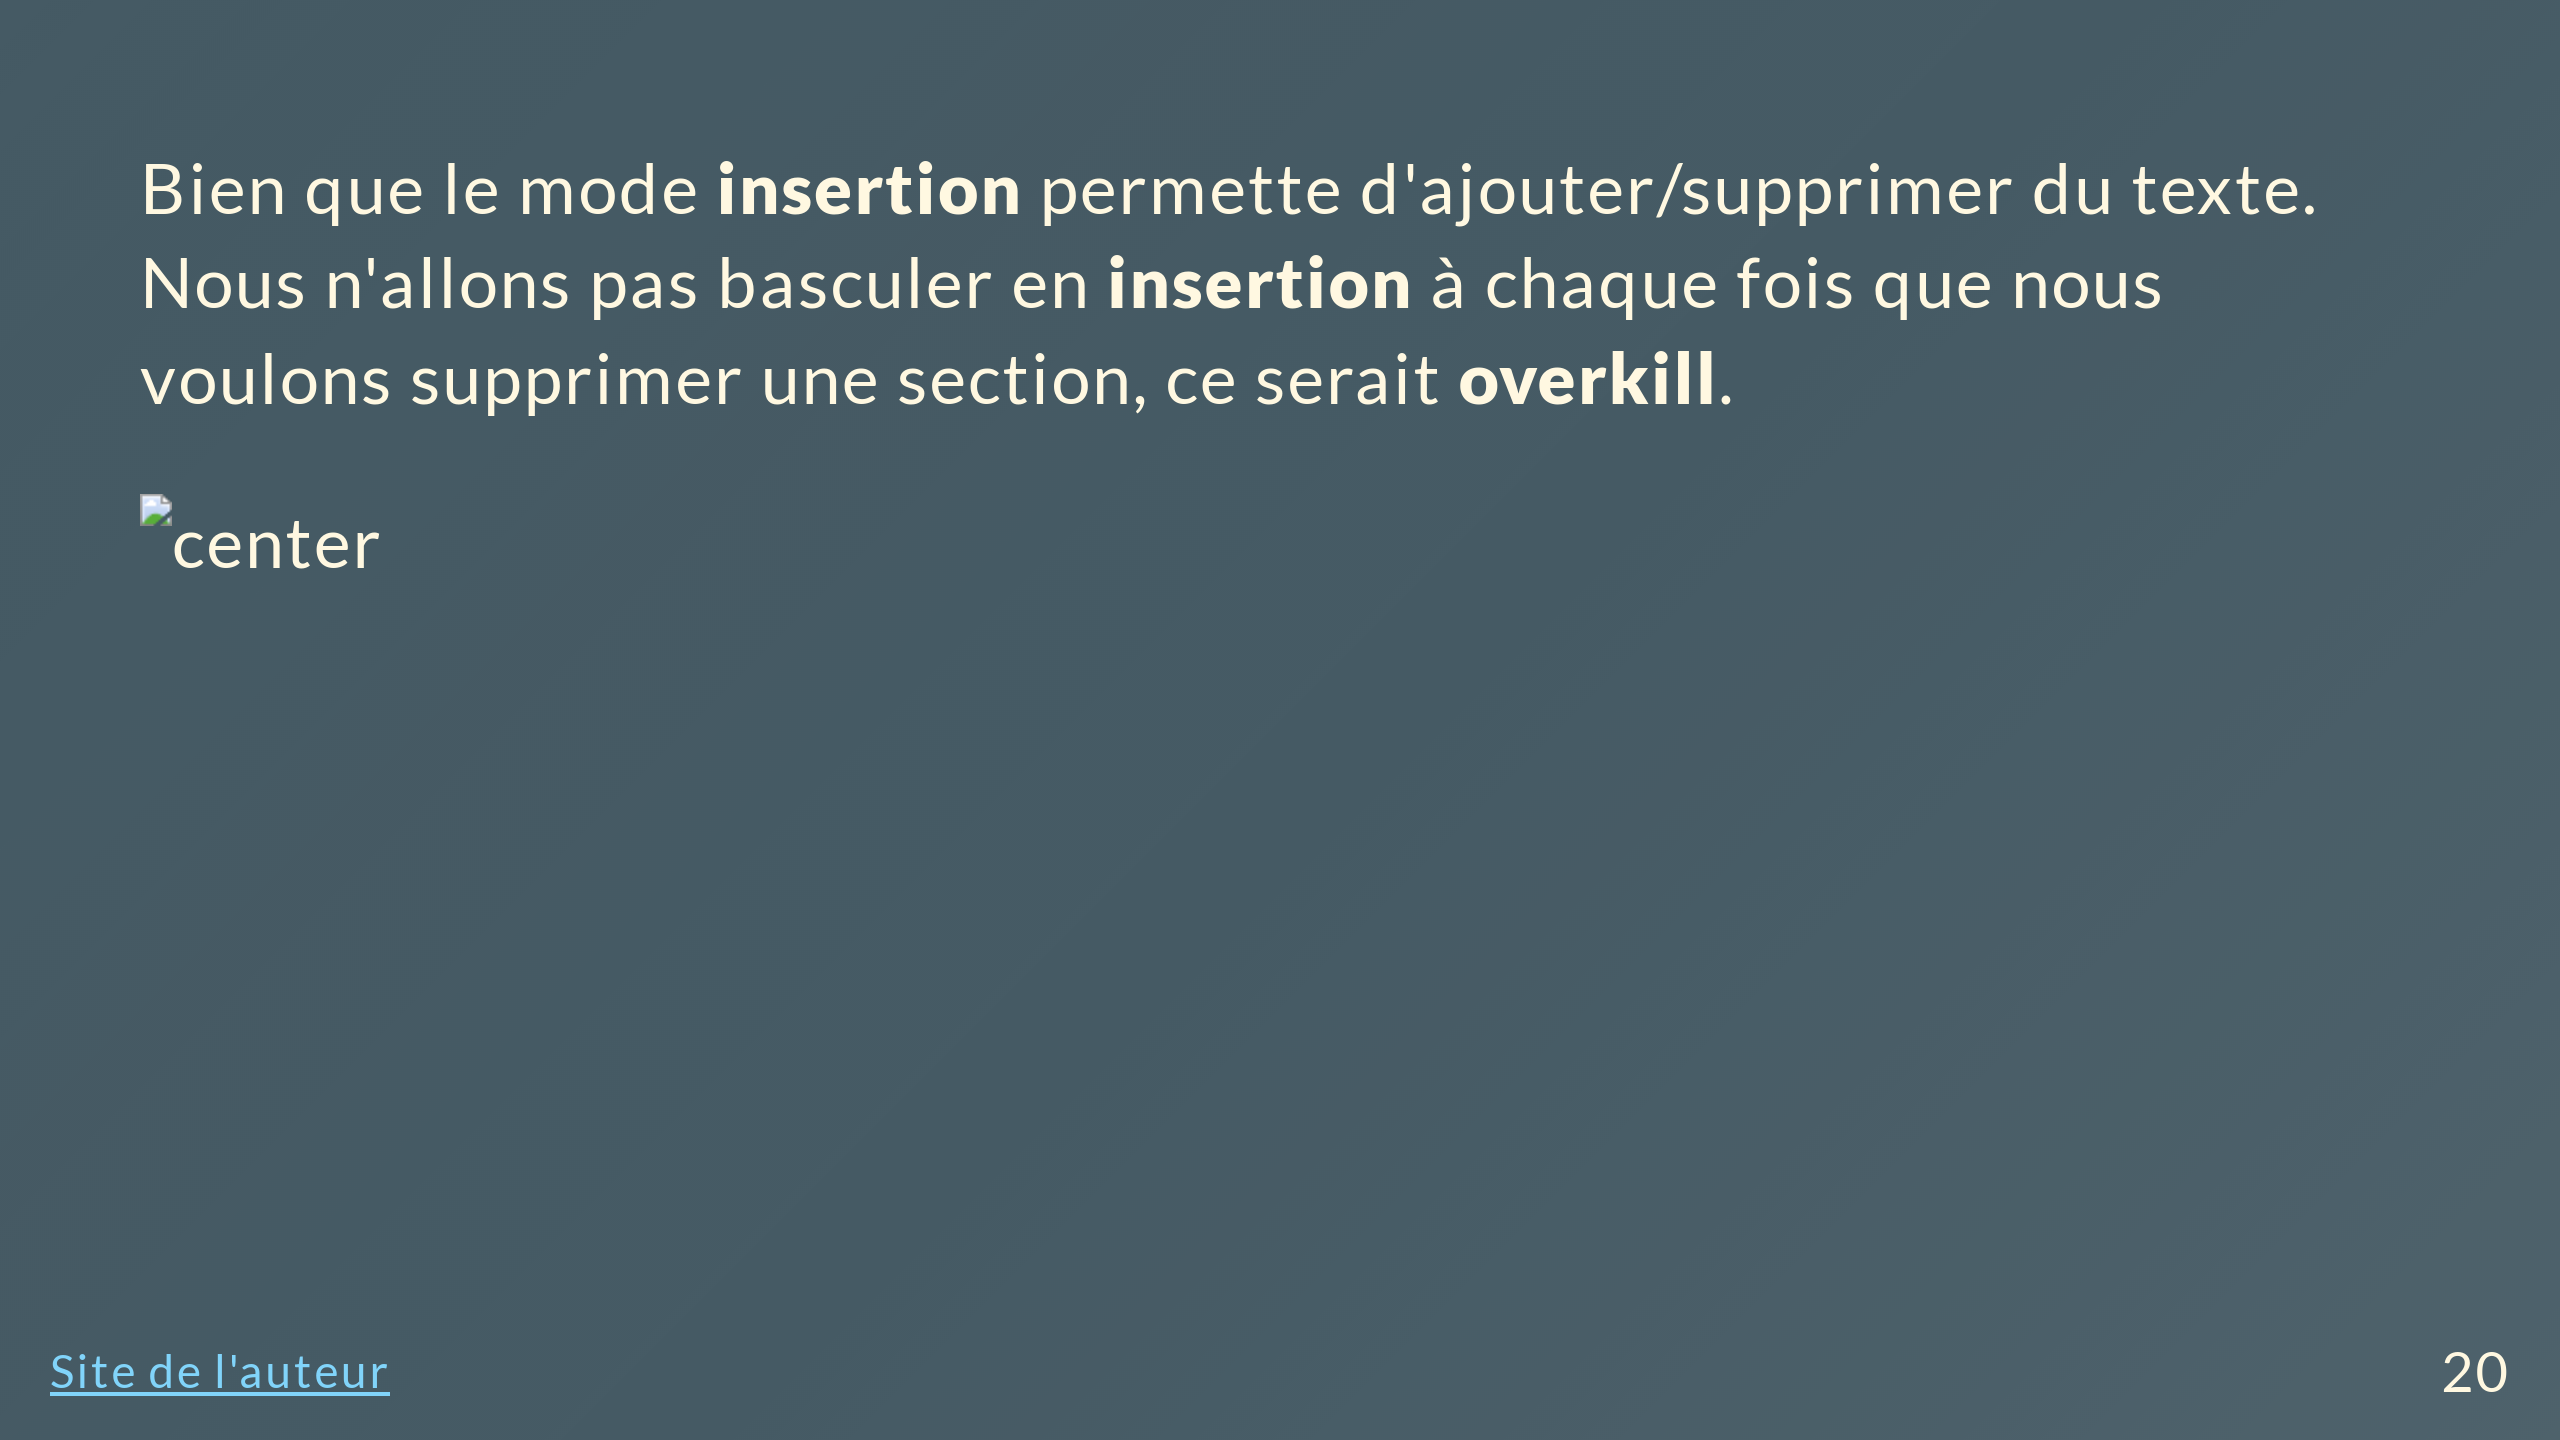 Bien que le mode insertion permette d'ajouter/supprimer du texte.
Nous n'allons pas basculer en insertion à chaque fois que nous
voulons supprimer une section, ce serait overkill.
center
Site de l'auteur
20